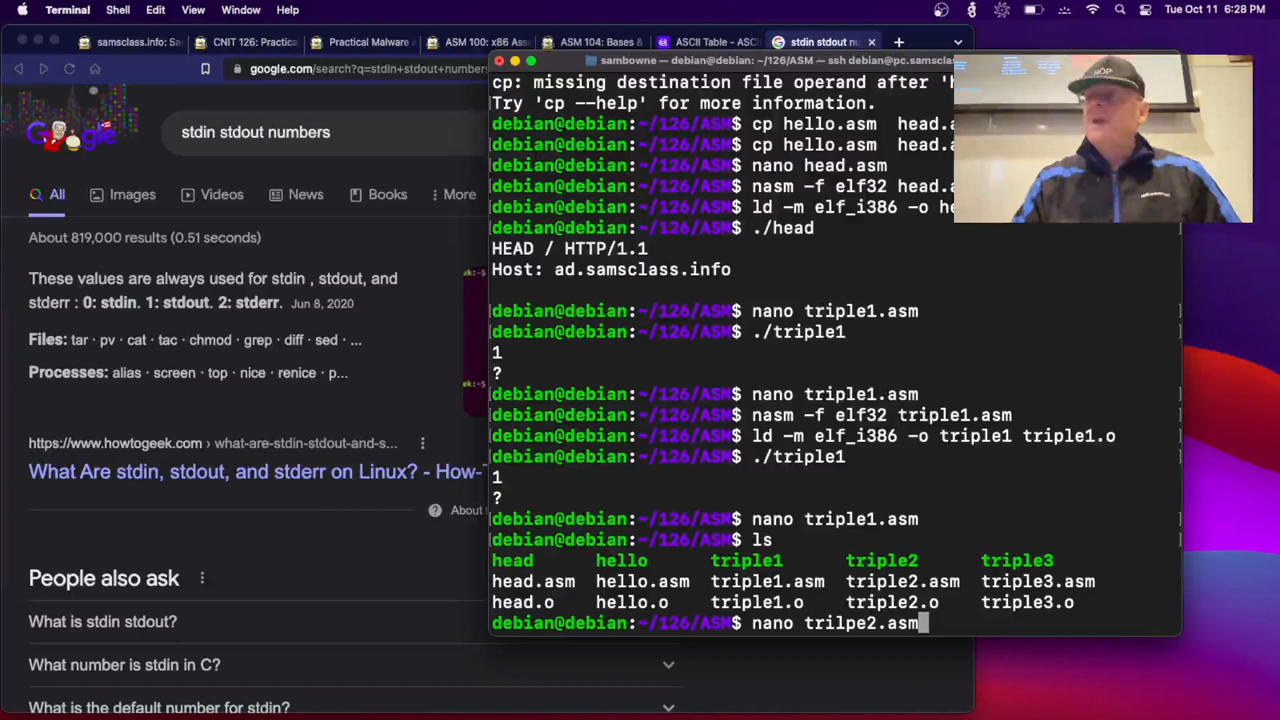 Terminal Shell Edit View Window Help
Tue Oct 11 6:28 PM
samsclass.info: Sa
CNIT 126: Practical
Practical Malware
ASM 100: x86 Ass
ASM 104: Bases &
ASCII Table - ASC
stdin stdout nu
google.com/search?q=stdin+stdout+numbers
stdin stdout numbers
All Images Videos News Books More
About 819,000 results (0.51 seconds)
These values are always used for stdin , stdout, and
stderr : 0: stdin. 1: stdout. 2: stderr. Jun 8, 2020
Files: tar · pv · cat · tac · chmod · grep · diff · sed · ...
Processes: alias · screen · top · nice · renice · p...
https://www.howtogeek.com › what-are-stdin-stdout-and-s...
What Are stdin, stdout, and stderr on Linux? - How-
About
People also ask
What is stdin stdout?
What number is stdin in C?
What is the default number for stdin?
sambowne — debian@debian: ~/126/ASM — ssh debian@pc.samsclass
cp: missing destination file operand after 'h
Try 'cp --help' for more information.
debian@debian:~/126/ASM$ cp hello.asm  head.a
debian@debian:~/126/ASM$ cp hello.asm  head.a
debian@debian:~/126/ASM$ nano head.asm
debian@debian:~/126/ASM$ nasm -f elf32 head.a
debian@debian:~/126/ASM$ ld -m elf_i386 -o he
debian@debian:~/126/ASM$ ./head
HEAD / HTTP/1.1
Host: ad.samsclass.info
debian@debian:~/126/ASM$ nano triple1.asm
debian@debian:~/126/ASM$ ./triple1
1
?
debian@debian:~/126/ASM$ nano triple1.asm
debian@debian:~/126/ASM$ nasm -f elf32 triple1.asm
debian@debian:~/126/ASM$ ld -m elf_i386 -o triple1 triple1.o
debian@debian:~/126/ASM$ ./triple1
1
?
debian@debian:~/126/ASM$ nano triple1.asm
debian@debian:~/126/ASM$ ls
head hello triple1 triple2 triple3
head.asm hello.asm triple1.asm triple2.asm triple3.asm
head.o hello.o triple1.o triple2.o triple3.o
debian@debian:~/126/ASM$ nano trilpe2.asm
NOP